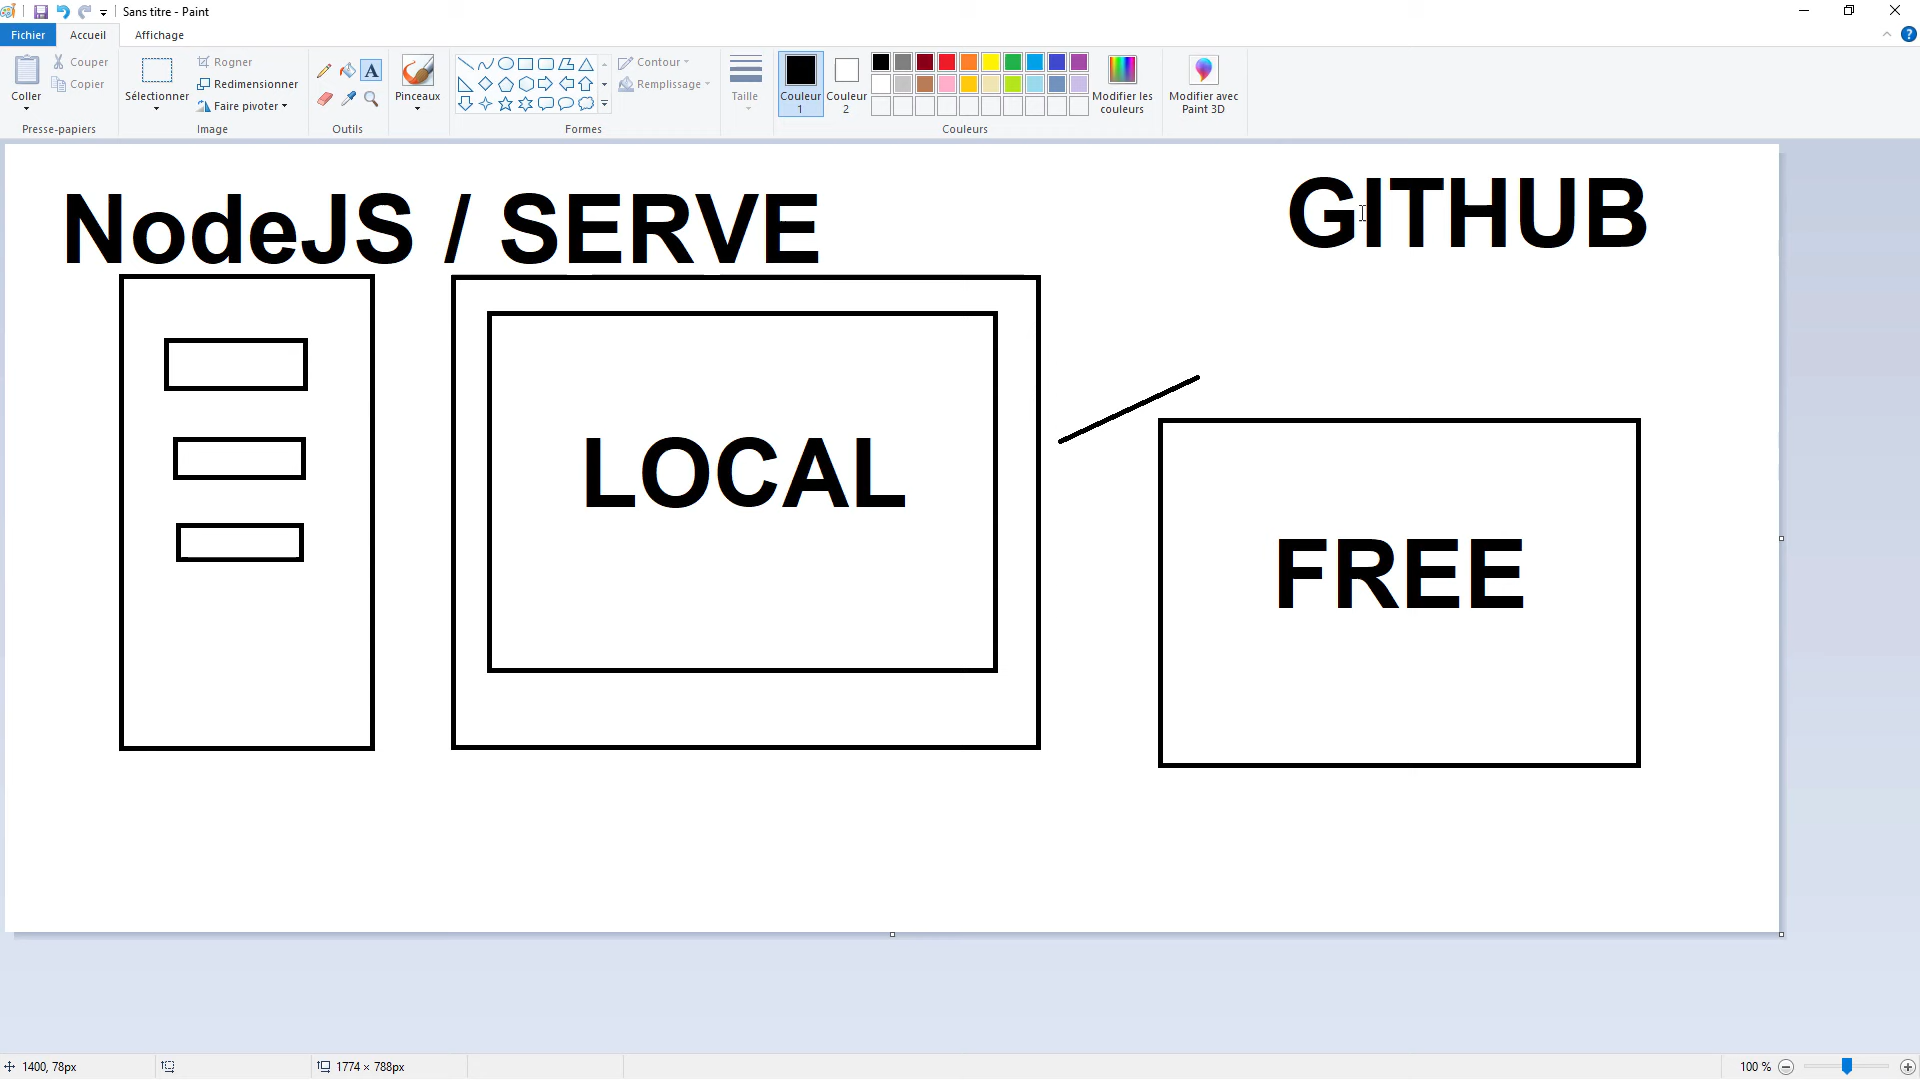 Sans titre - Paint
Fichier
Accueil
Affichage
Coller
Couper
Copier
Presse-papiers
Sélectionner
Rogner
Redimensionner
Faire pivoter
Image
A
Outils
Pinceaux
Contour
Remplissage
Formes
Taille
Couleur
1
Couleur
2
Couleurs
Modifier les
couleurs
Modifier avec
Paint 3D
?
NodeJS / SERVE
GITHUB
LOCAL
FREE
1400, 78px
1774 × 788px
100 %